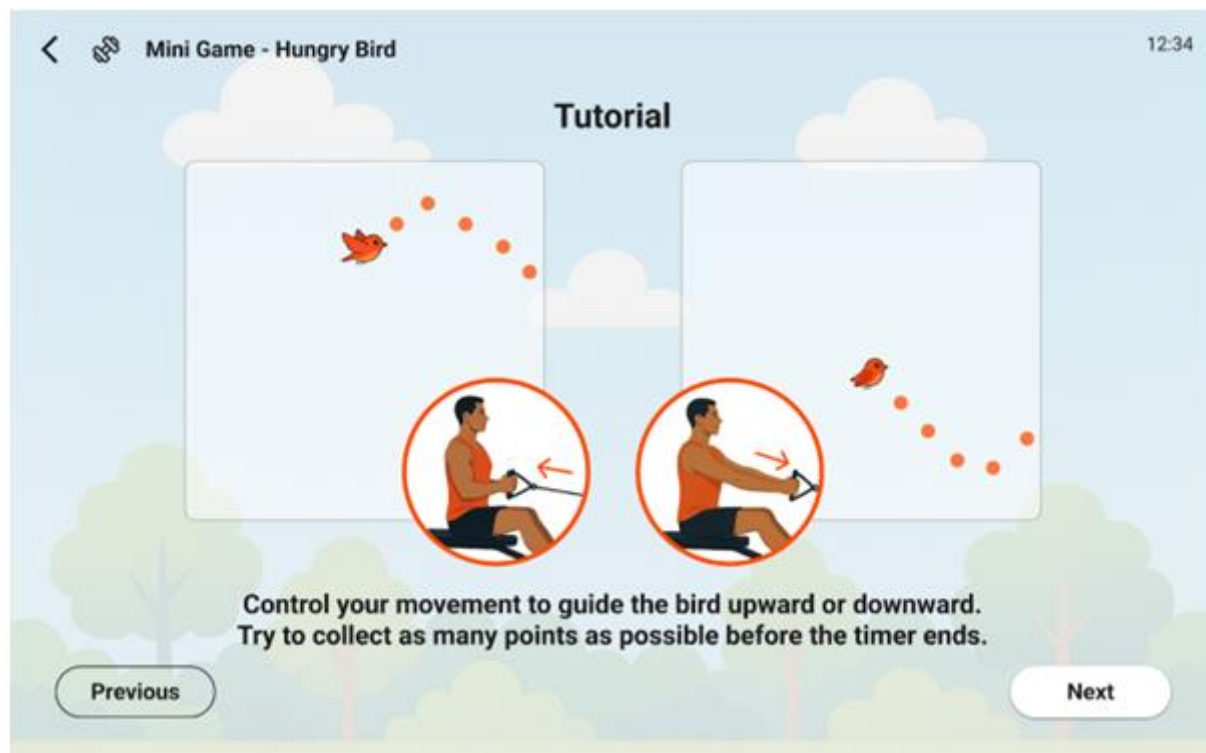 Mini Game - Hungry Bird
12:34
Tutorial
Control your movement to guide the bird upward or downward.
Try to collect as many points as possible before the timer ends.
Previous
Next